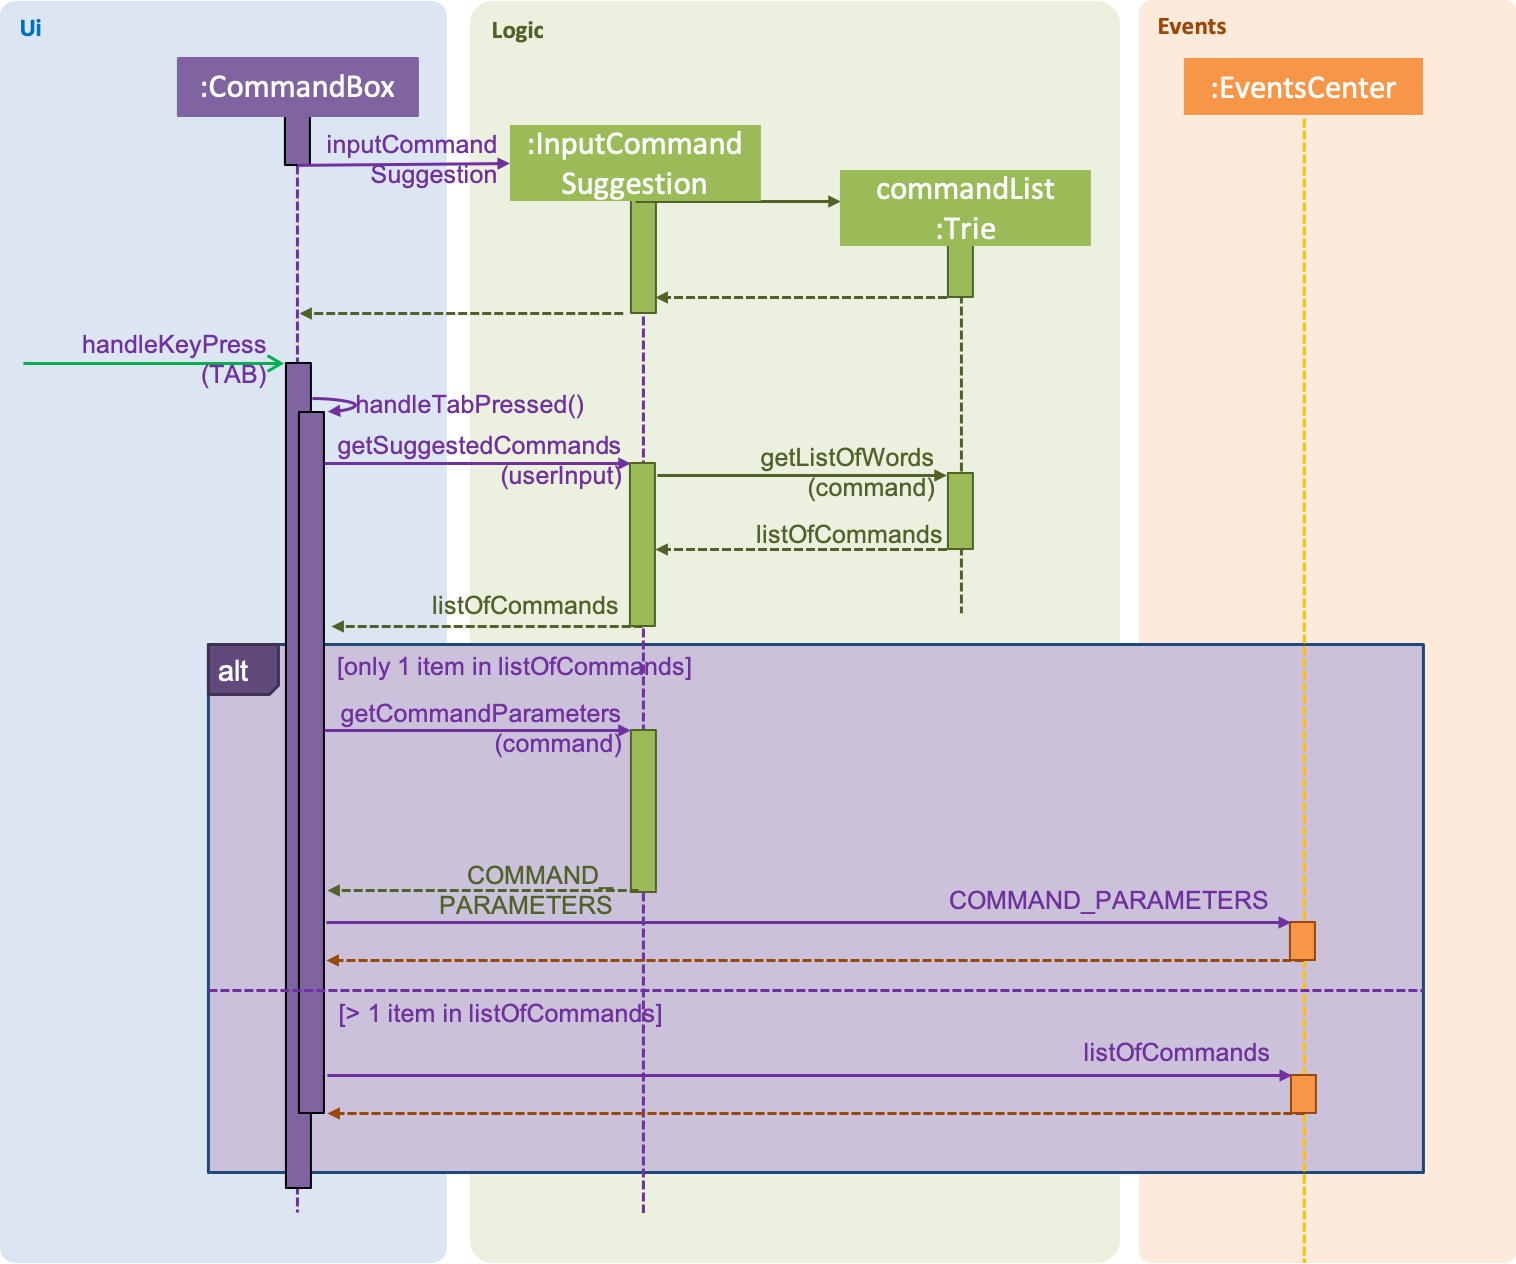 Ui
Logic
Events
:CommandBox
:EventsCenter
inputCommand
Suggestion
:InputCommand
Suggestion
commandList
:Trie
handleKeyPress
(TAB)
handleTabPressed()
getSuggestedCommands
(userInput)
getListOfWords
(command)
listOfCommands
listOfCommands
alt
[only 1 item in listOfCommands]
getCommandParameters
(command)
COMMAND_
PARAMETERS
COMMAND_PARAMETERS
[> 1 item in listOfCommands]
listOfCommands